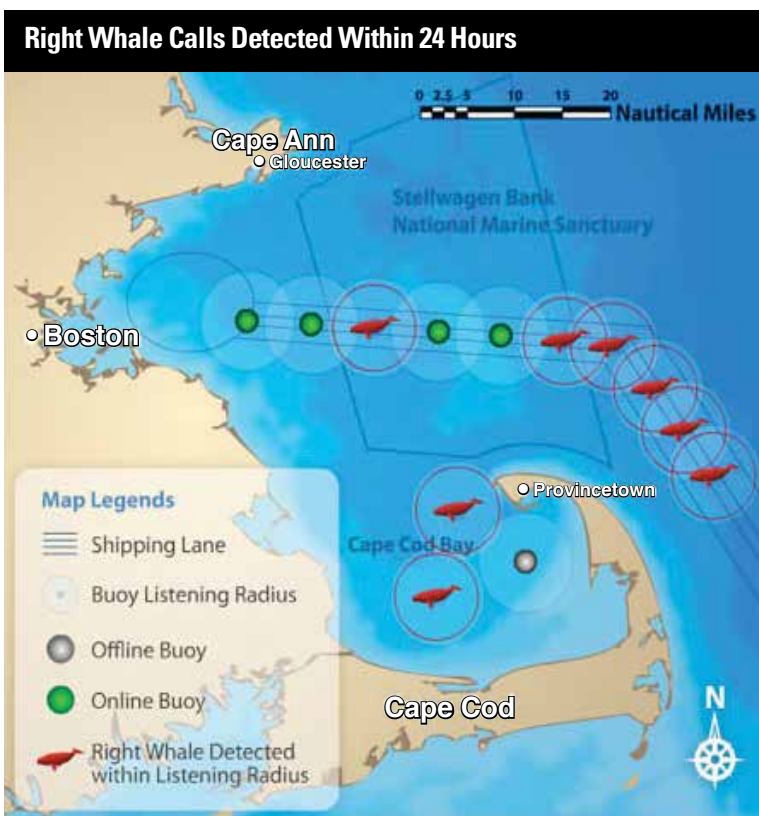 Right Whale Calls Detected Within 24 Hours
0 2.5 5 10 15 20
Nautical Miles
Cape Ann
Gloucester
Stellwagen Bank
National Marine Sanctuary
Boston
Provincetown
Cape Cod Bay
Map Legends
Shipping Lane
Buoy Listening Radius
Offline Buoy
Online Buoy
Right Whale Detected
within Listening Radius
Cape Cod
N